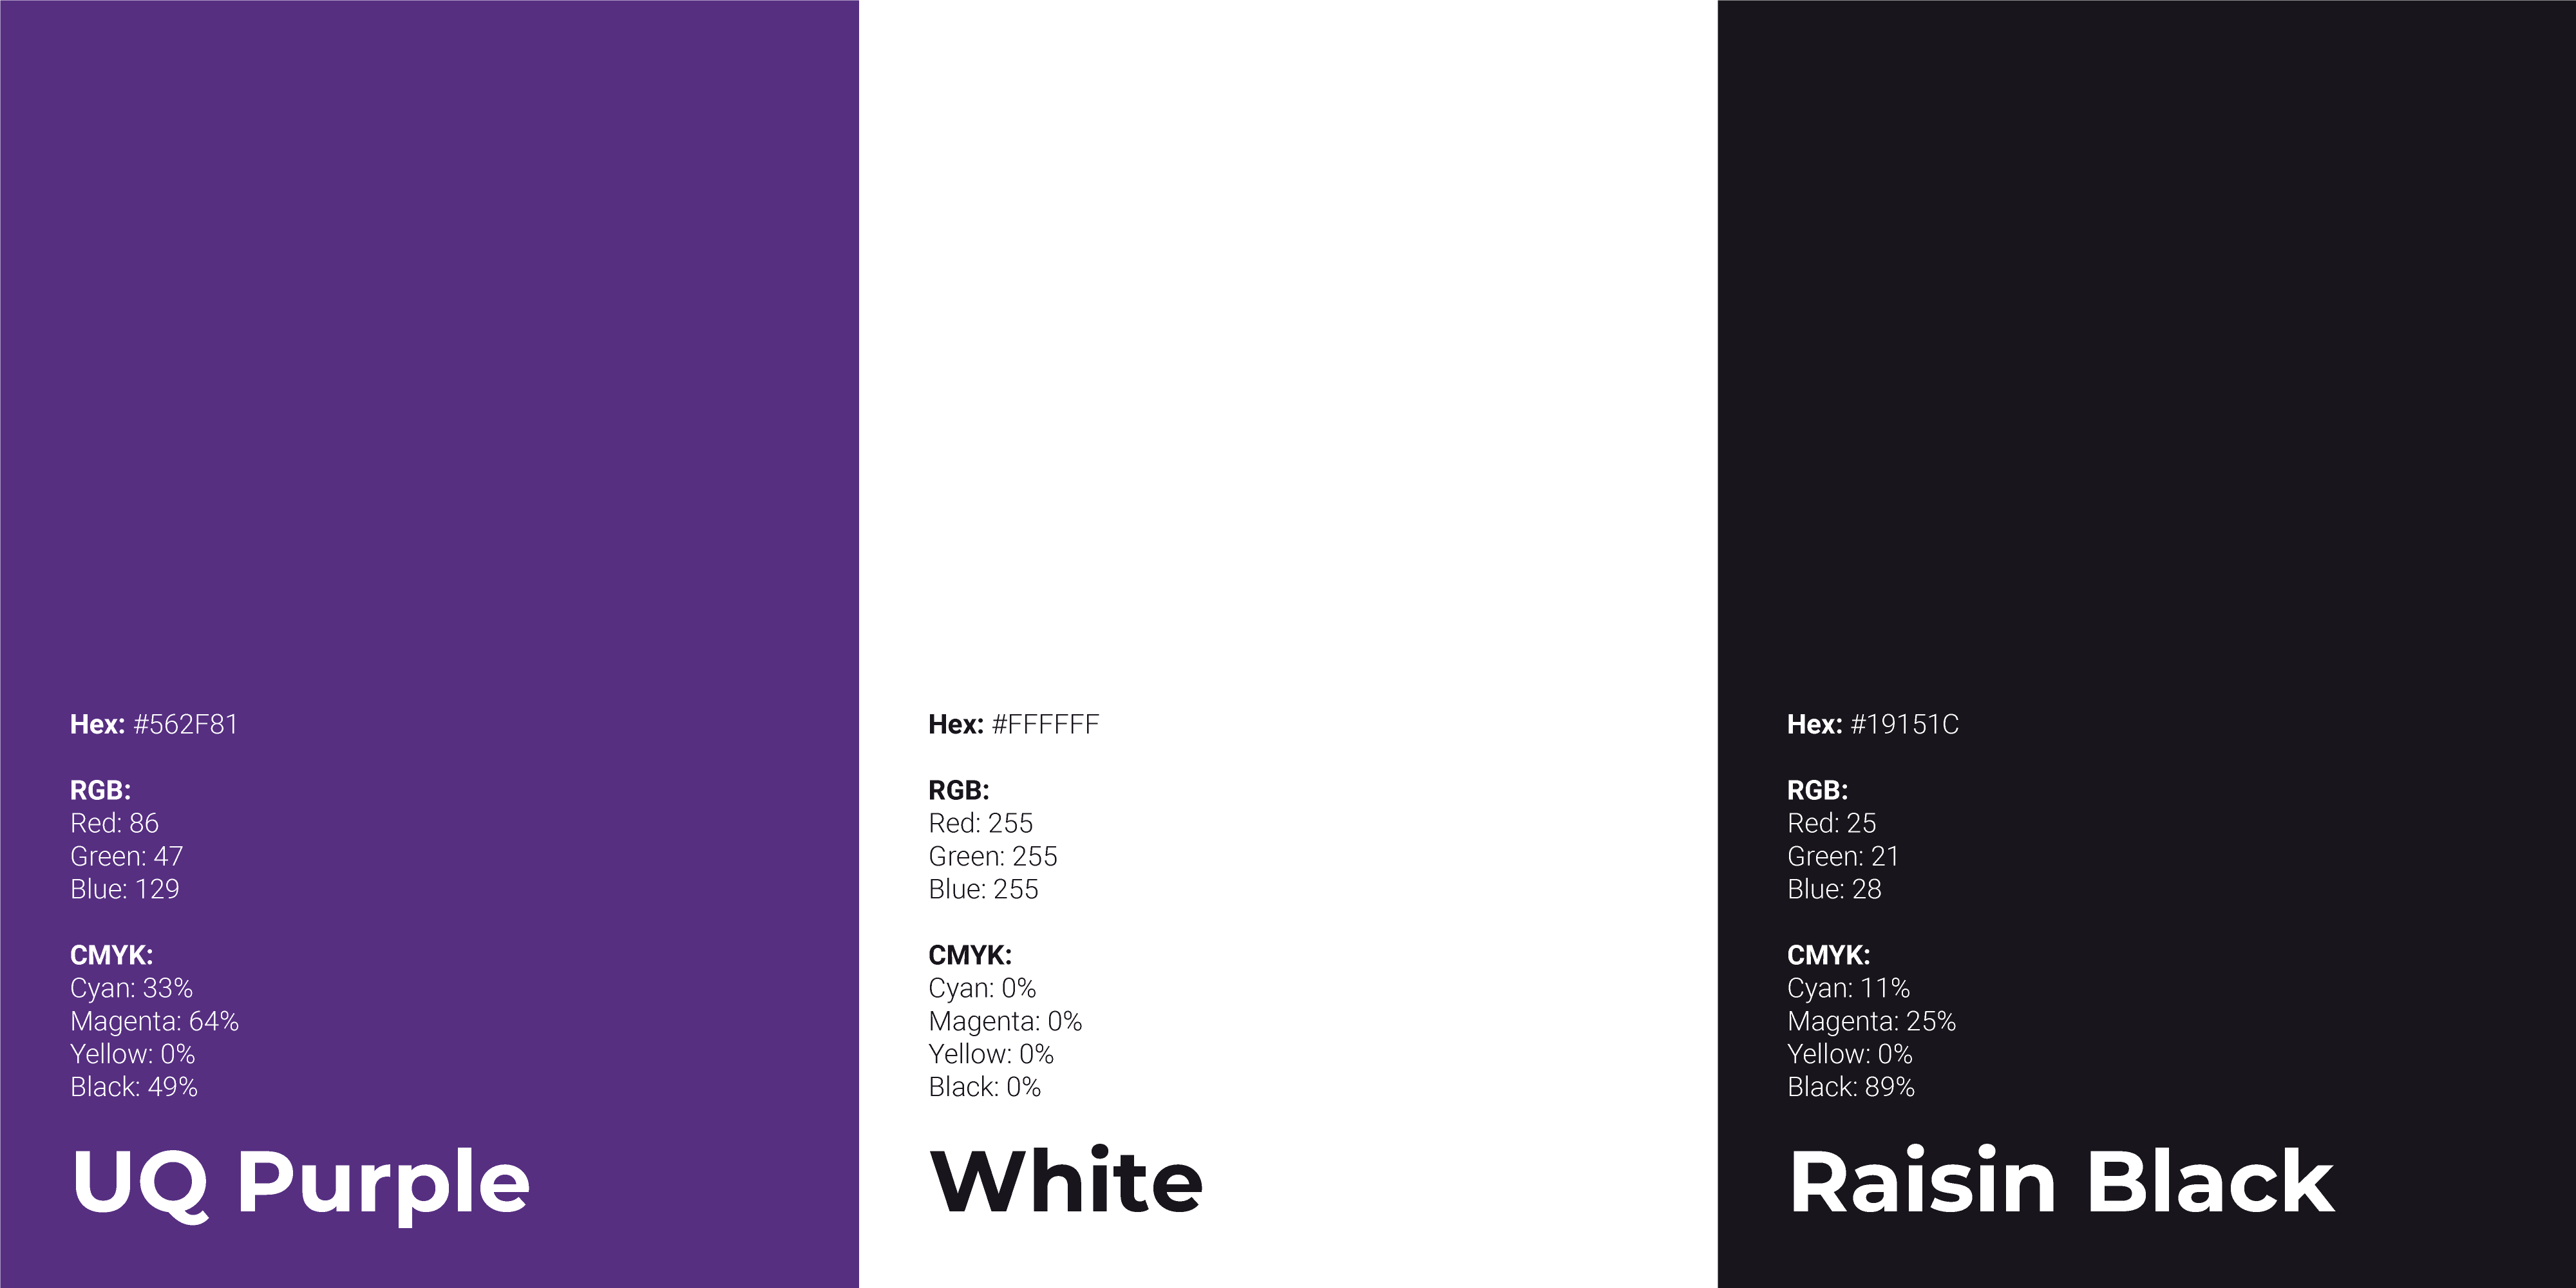 Hex: #562F81
RGB:
Red: 86
Green: 47
Blue: 129
CMYK:
Cyan: 33%
Magenta: 64%
Yellow: 0%
Black: 49%
UQ Purple
Hex: #FFFFFF
RGB:
Red: 255
Green: 255
Blue: 255
CMYK:
Cyan: 0%
Magenta: 0%
Yellow: 0%
Black: 0%
White
Hex: #19151C
RGB:
Red: 25
Green: 21
Blue: 28
CMYK:
Cyan: 11%
Magenta: 25%
Yellow: 0%
Black: 89%
Raisin Black